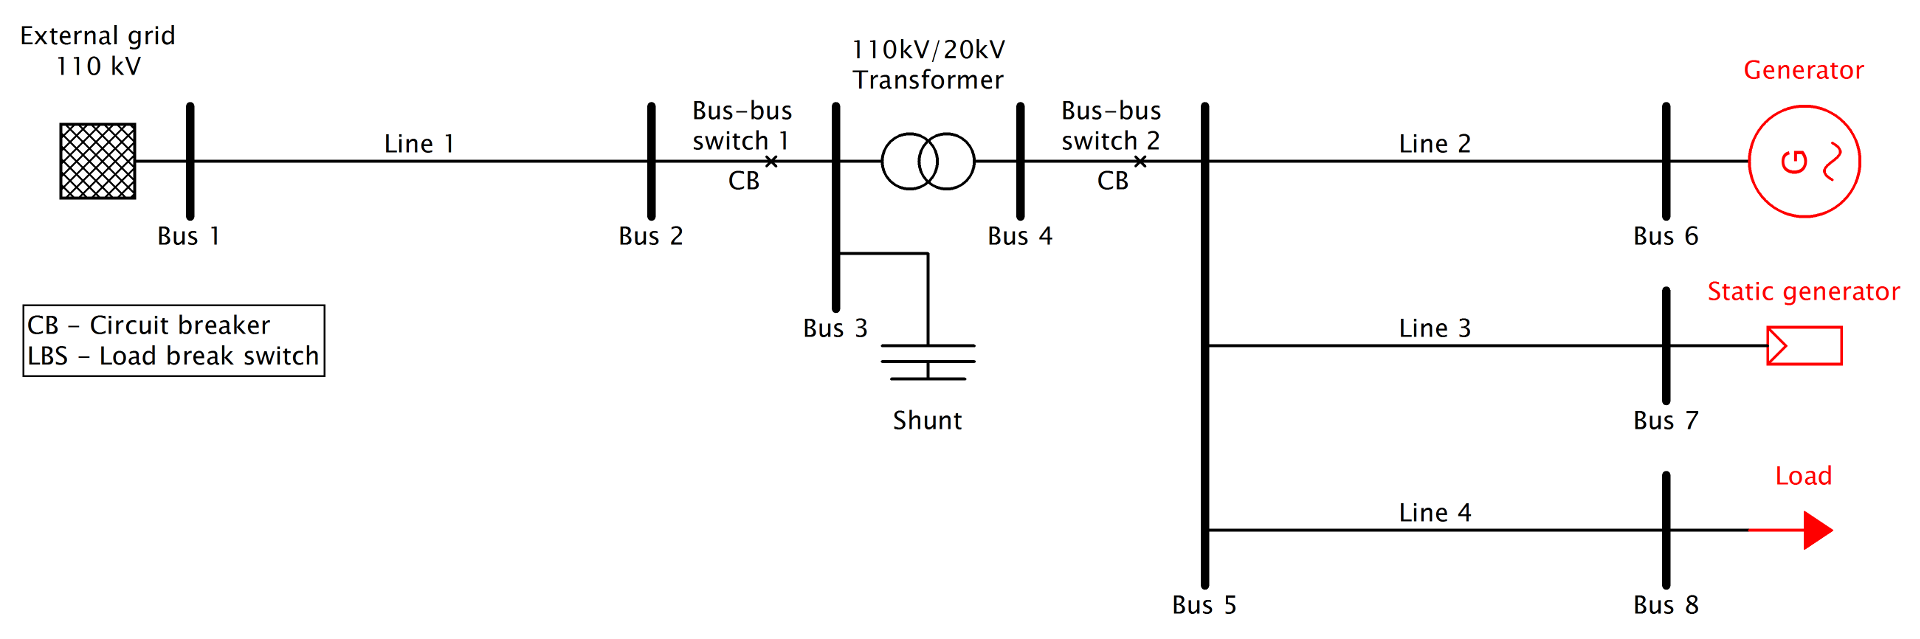 External grid
110 kV
110kV/20kV
Transformer
Generator
Bus-bus
switch 1
CB
Bus-bus
switch 2
CB
Line 1
Line 2
G
Bus 1
Bus 2
Bus 4
Bus 6
Static generator
CB - Circuit breaker
LBS - Load break switch
Bus 3
Line 3
Shunt
Bus 7
Load
Line 4
Bus 5
Bus 8